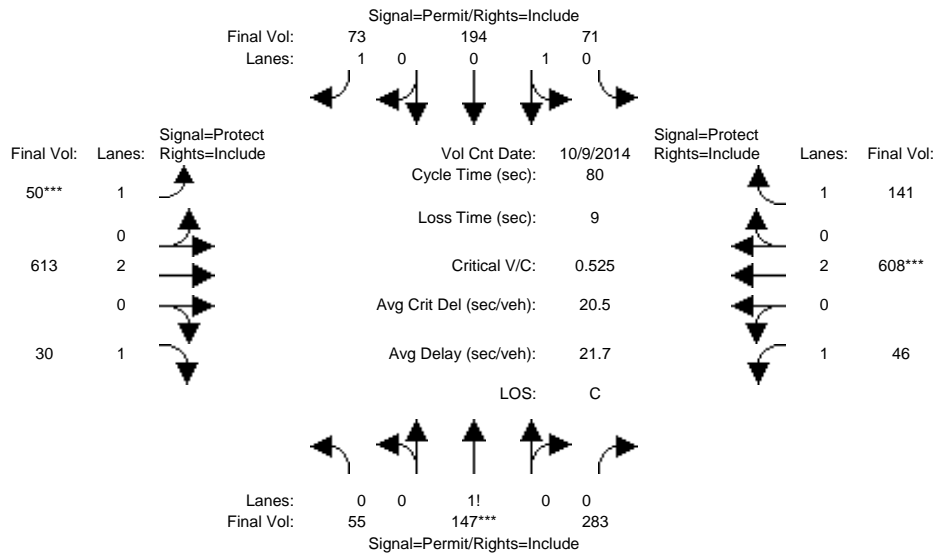 Signal=Permit/Rights=Include
Final Vol: 73 194 71
Lanes: 1 0 0 1 0
Signal=Protect Signal=Protect
Final Vol: Lanes: Rights=Include Vol Cnt Date: 10/9/2014 Rights=Include Lanes: Final Vol:
Cycle Time (sec): 80
50*** 1 1 141
Loss Time (sec): 9
0 0
613 2 Critical V/C: 0.525 2 608***
0 Avg Crit Del (sec/veh): 20.5 0
30 1 Avg Delay (sec/veh): 21.7 1 46
LOS: C
Lanes: 0 0 1! 0 0
Final Vol: 55 147*** 283
Signal=Permit/Rights=Include